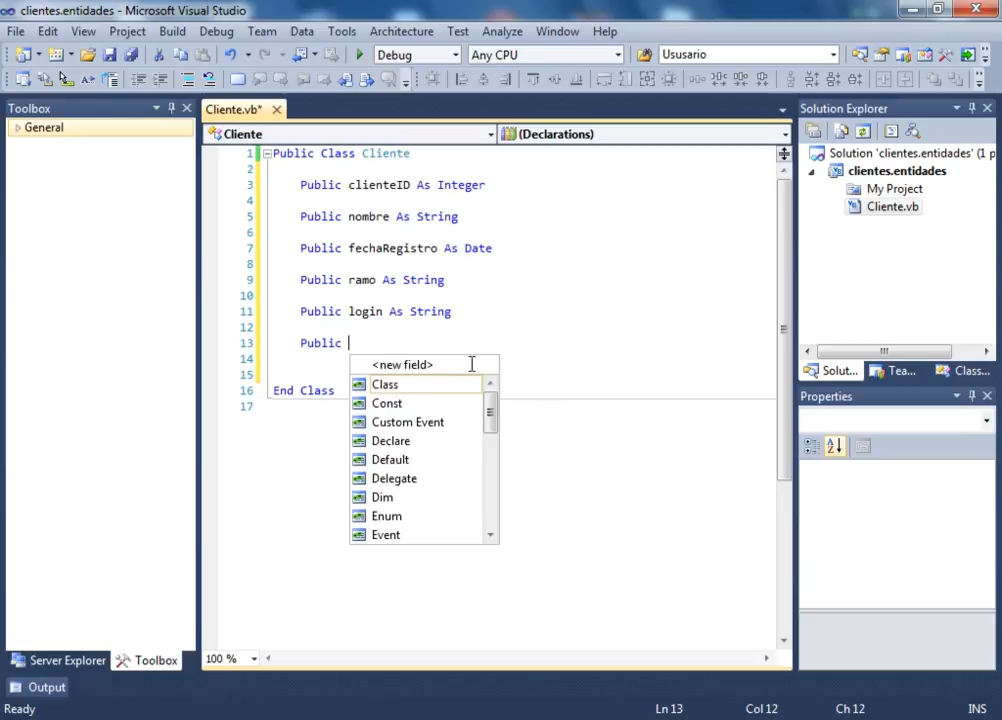 clientes.entidades - Microsoft Visual Studio
File Edit View Project Build Debug Team Data Tools Architecture Test Analyze Window Help
Debug Any CPU Ususario
Toolbox
General
Cliente.vb*
Cliente (Declarations)
1 Public Class Cliente
2
3 Public clienteID As Integer
4
5 Public nombre As String
6
7 Public fechaRegistro As Date
8
9 Public ramo As String
10
11 Public login As String
12
13 Public
14
15
16 End Class
17
<new field>
Class
Const
Custom Event
Declare
Default
Delegate
Dim
Enum
Event
100 %
Solution Explorer
Solution 'clientes.entidades' (1 p
clientes.entidades
My Project
Cliente.vb
Solut... Tea... Class...
Properties
Server Explorer Toolbox
Output
Ready Ln 13 Col 12 Ch 12 INS